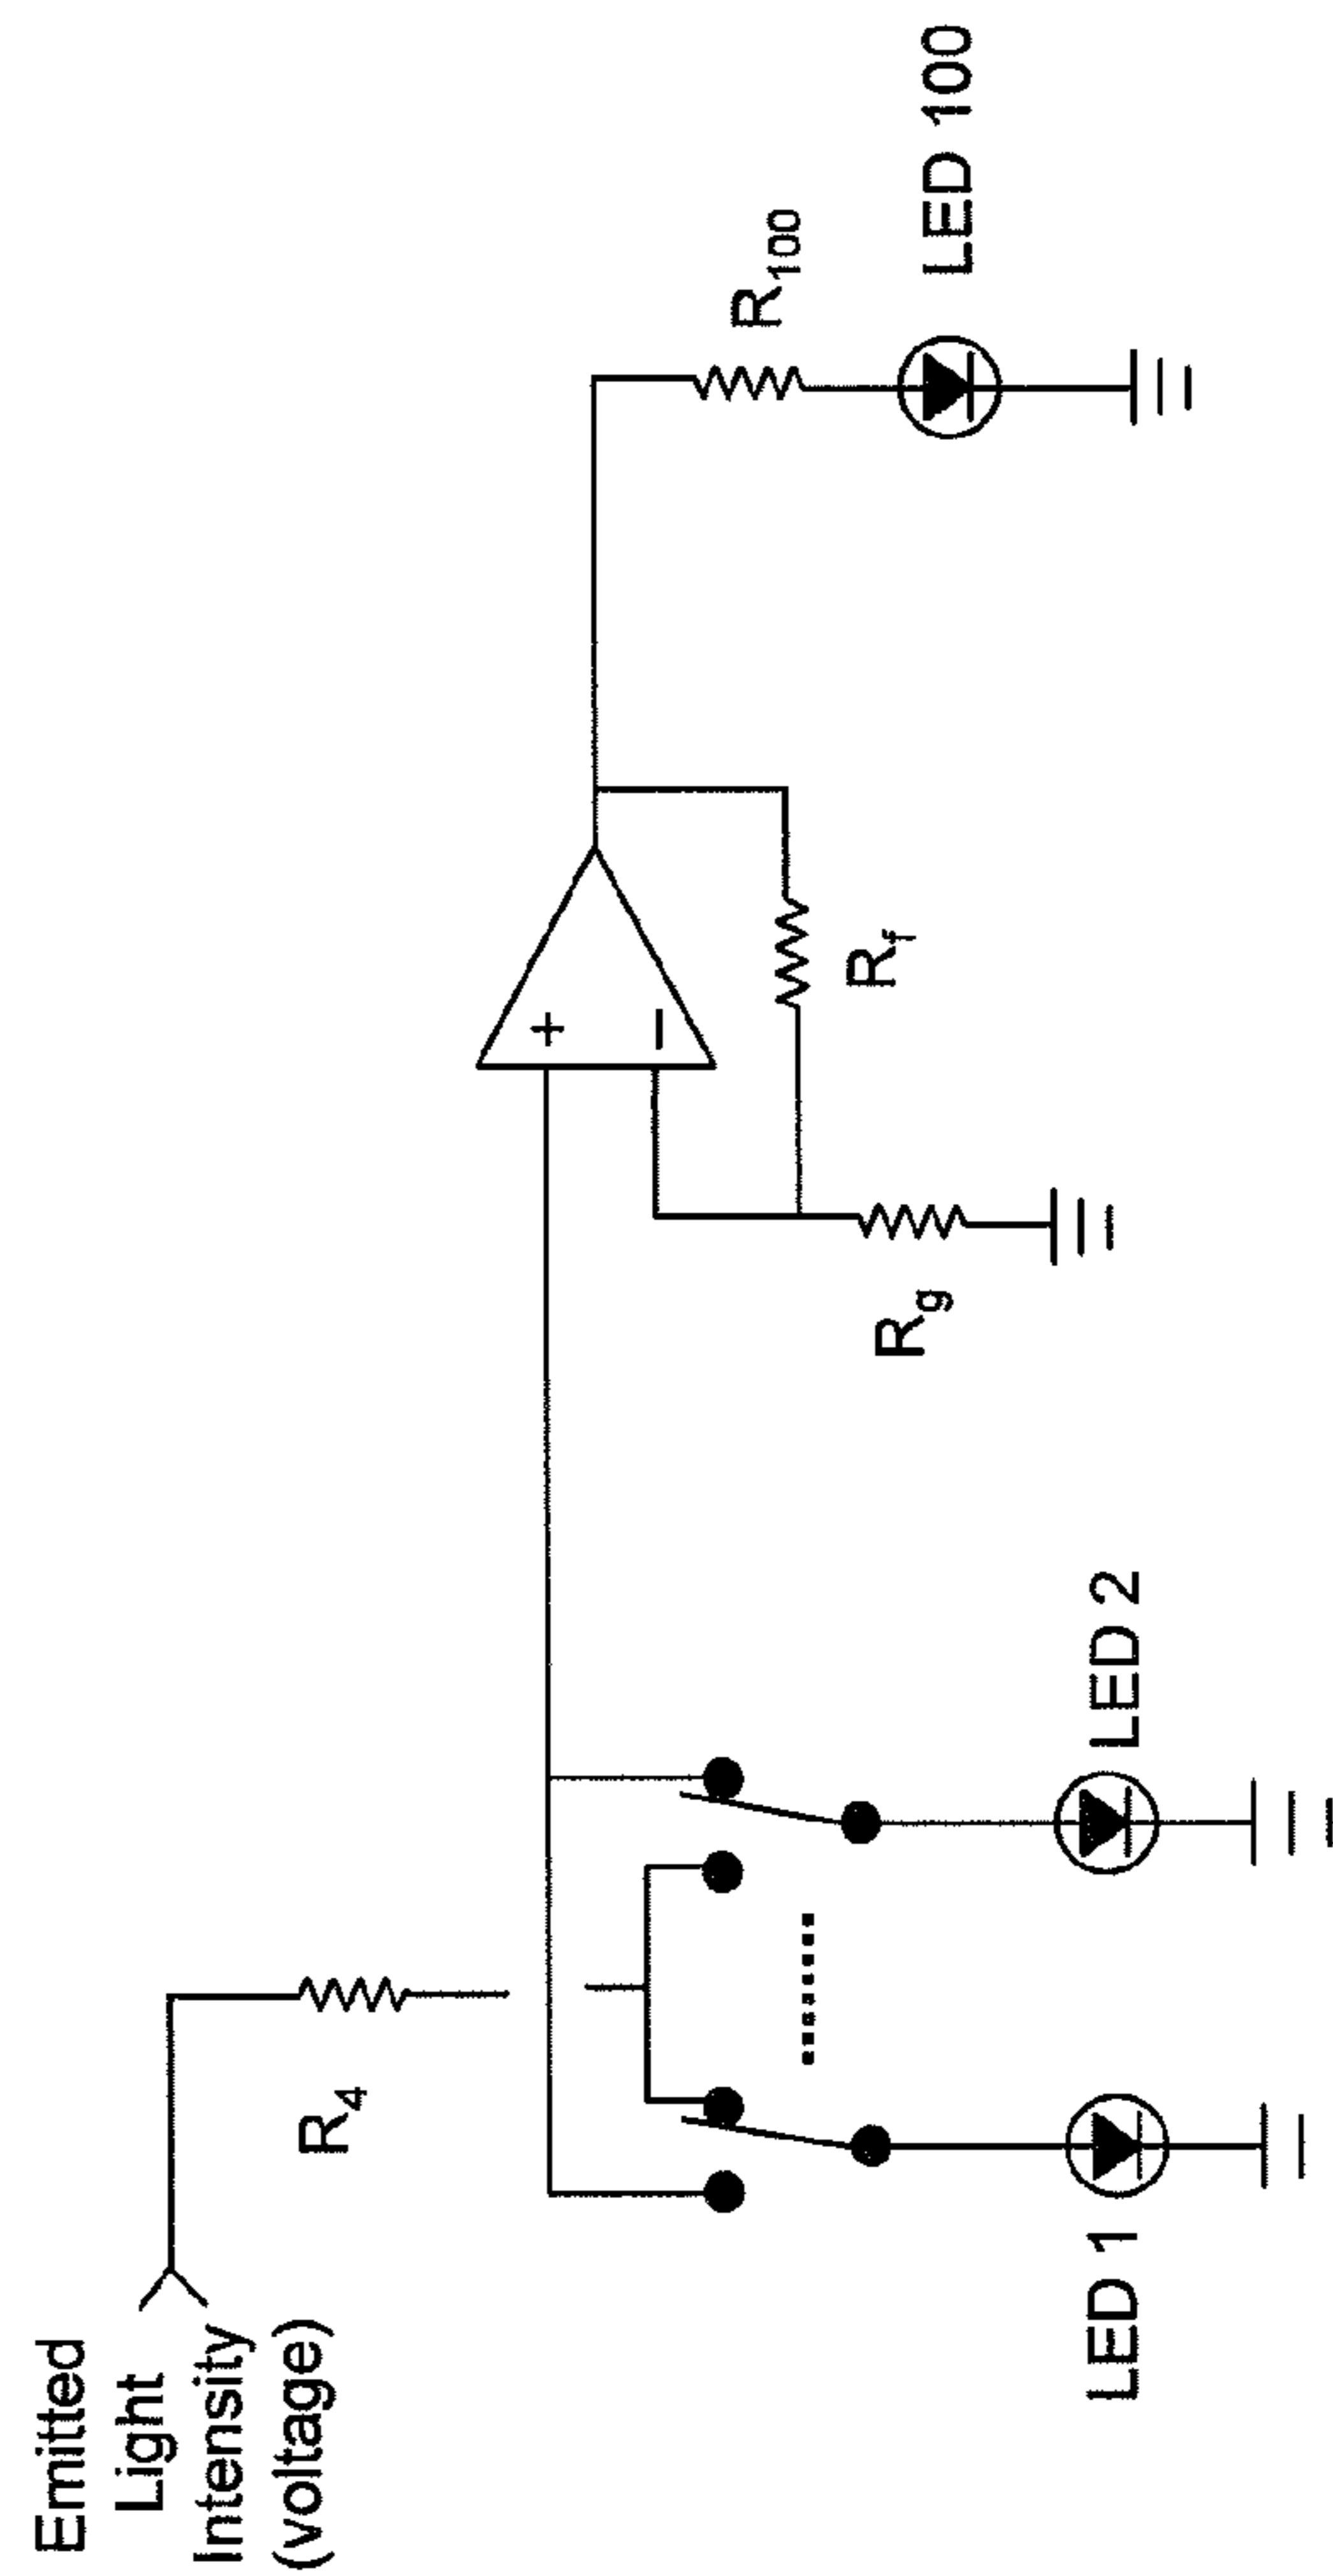 Emitted
Light
Intensity
(voltage)
R4
LED 1
LED 2
+
−
Rg
Rf
R100
LED 100